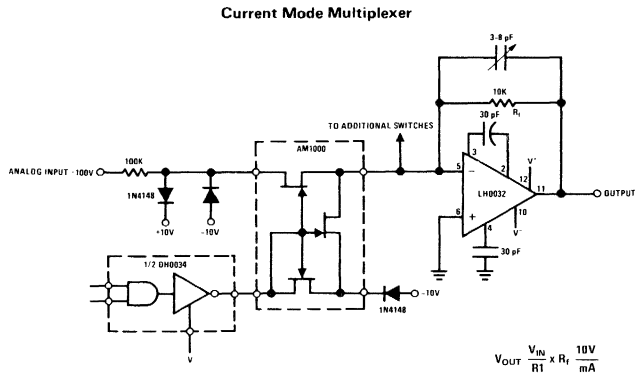 Current Mode Multiplexer
3-8 pF
10K
Rf
30 pF
TO ADDITIONAL SWITCHES
AM1000
ANALOG INPUT -100V
100K
1N4148
+10V
-10V
3
2
V+
5
-
12
11
LH0032
OUTPUT
6
+
10
V-
4
30 pF
1/2 DH0034
1N4148
-10V
V-
VOUT VIN/R1 x Rf 10V/mA